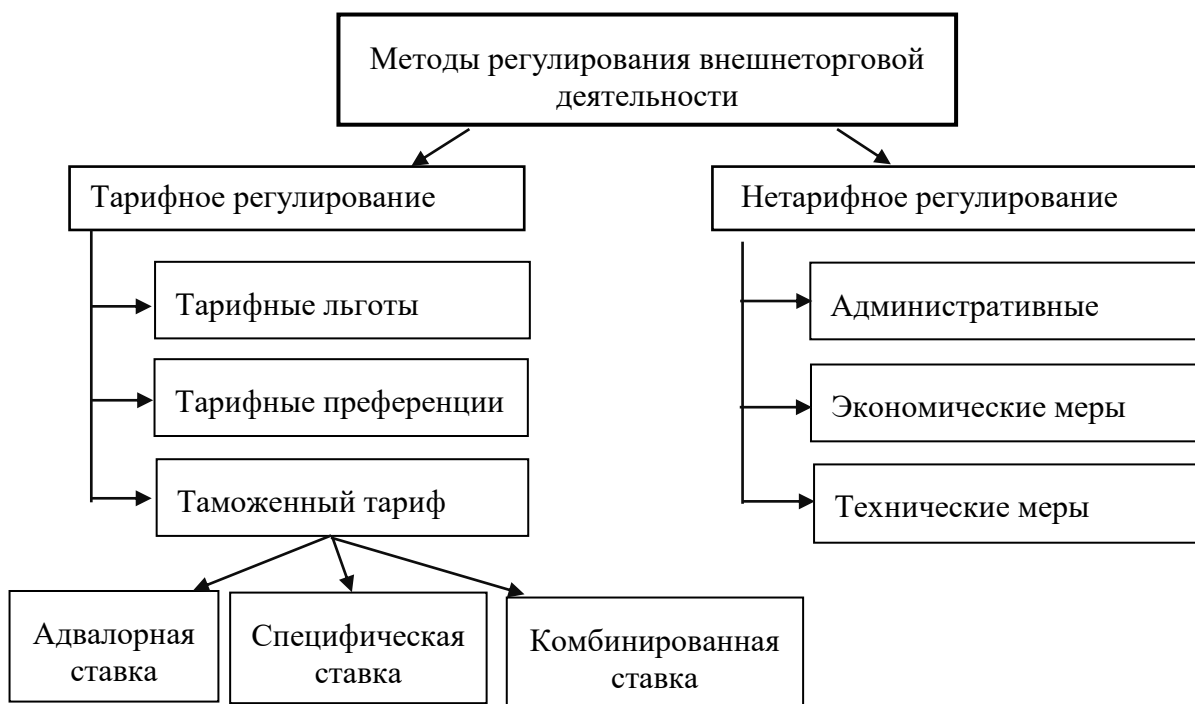 Методы регулирования внешнеторговой
деятельности
Тарифное регулирование
Нетарифное регулирование
Тарифные льготы
Административные
Тарифные преференции
Экономические меры
Таможенный тариф
Технические меры
Адвалорная
ставка
Специфическая
ставка
Комбинированная
ставка